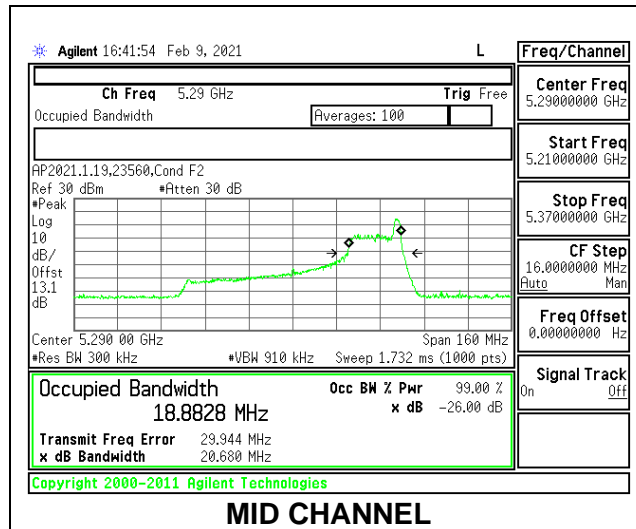 Agilent 16:41:54 Feb 9, 2021 L
Freq/Channel
Ch Freq 5.29 GHz Trig Free
Occupied Bandwidth Averages: 100
AP2021.1.19,23560,Cond F2
Ref 30 dBm #Atten 30 dB
#Peak
Log
10
dB/
Offst
13.1
dB
Center 5.290 00 GHz Span 160 MHz
#Res BW 300 kHz #VBW 910 kHz Sweep 1.732 ms (1000 pts)
Occupied Bandwidth Occ BW % Pwr 99.00 %
18.8828 MHz x dB -26.00 dB
Transmit Freq Error 29.944 MHz
x dB Bandwidth 20.680 MHz
Copyright 2000-2011 Agilent Technologies
Center Freq
5.29000000 GHz
Start Freq
5.21000000 GHz
Stop Freq
5.37000000 GHz
CF Step
16.0000000 MHz
Auto Man
Freq Offset
0.00000000 Hz
Signal Track
On Off
MID CHANNEL